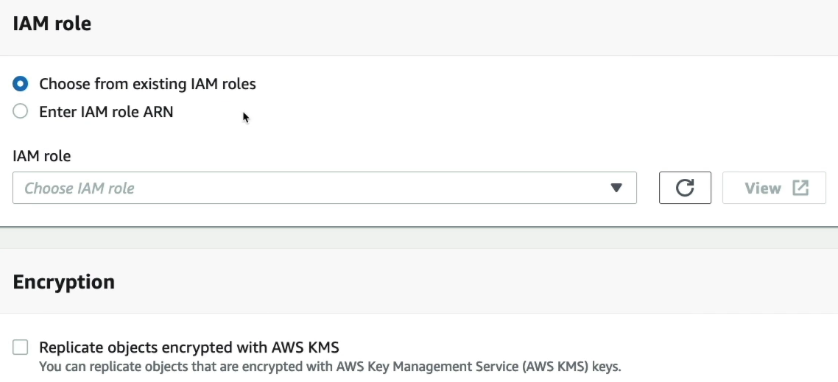 IAM role
Choose from existing IAM roles
Enter IAM role ARN
IAM role
Choose IAM role
View
Encryption
Replicate objects encrypted with AWS KMS
You can replicate objects that are encrypted with AWS Key Management Service (AWS KMS) keys.